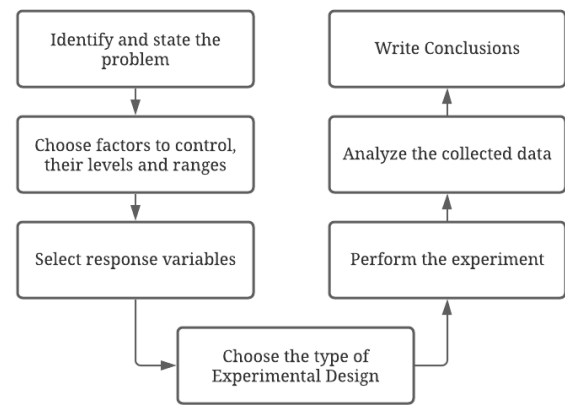 Identify and state the
problem
Choose factors to control,
their levels and ranges
Select response variables
Choose the type of
Experimental Design
Perform the experiment
Analyze the collected data
Write Conclusions